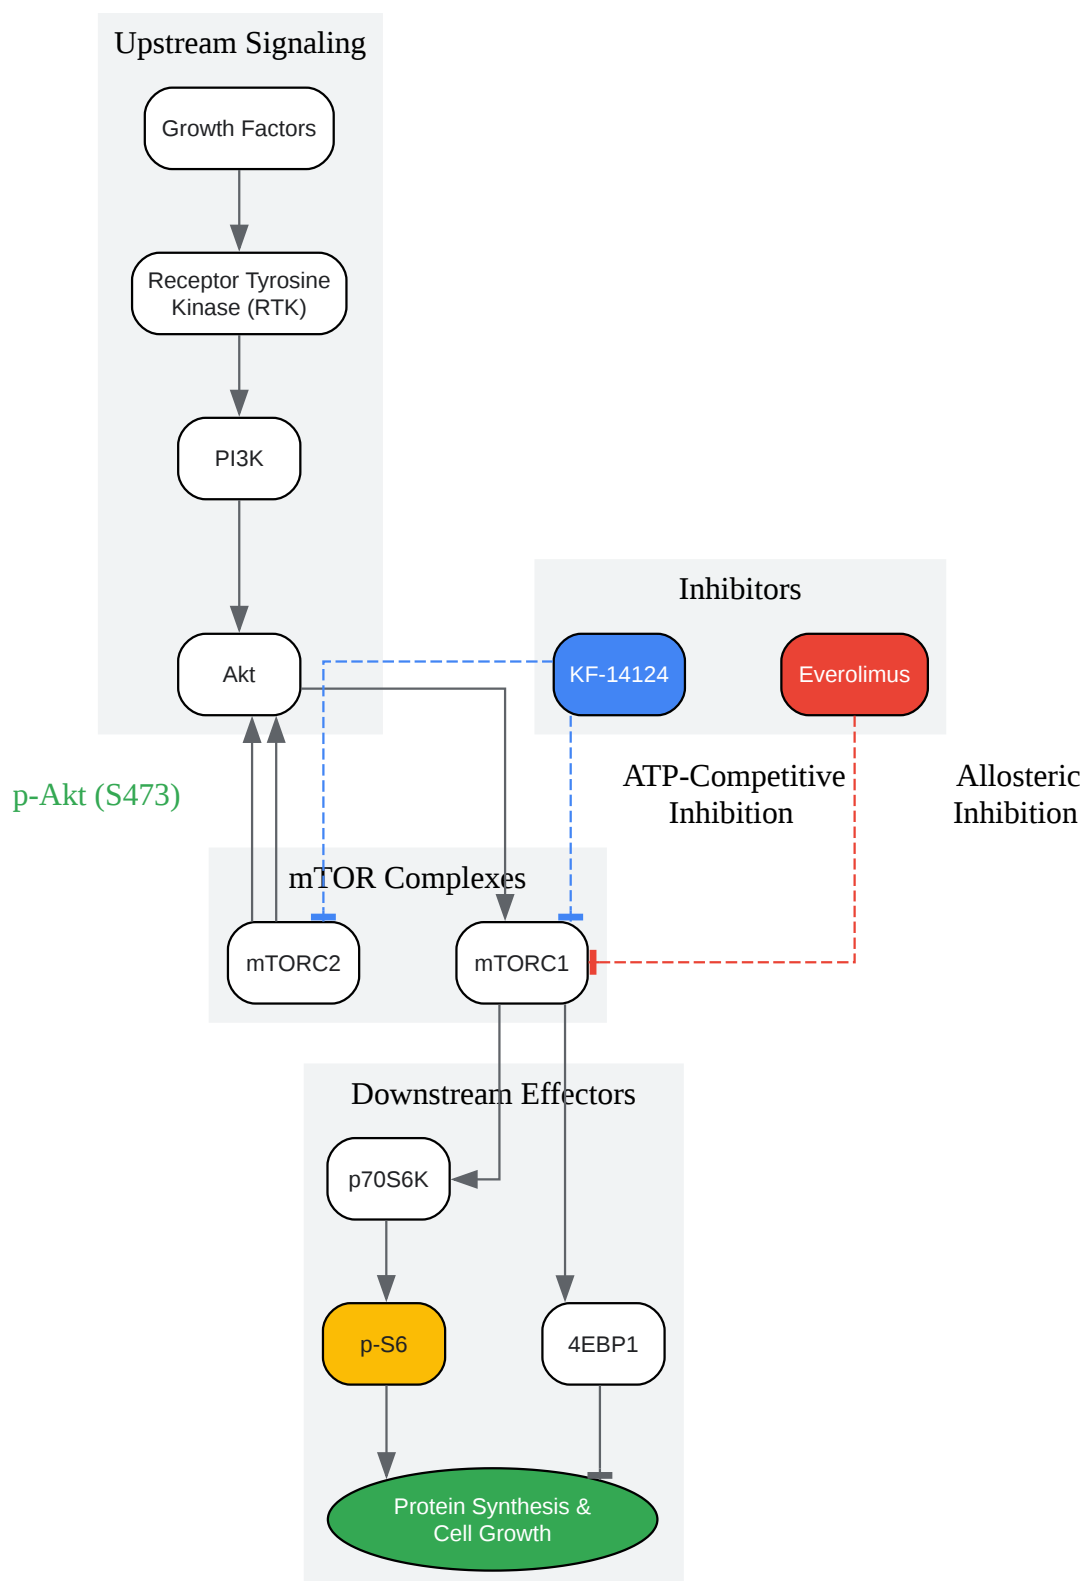 Upstream Signaling
Growth Factors
Receptor Tyrosine
Kinase (RTK)
PI3K
Inhibitors
Akt
KF-14124
Everolimus
p-Akt (S473)
ATP-Competitive
Inhibition
Allosteric
Inhibition
mTOR Complexes
mTORC2
mTORC1
Downstream Effectors
p70S6K
p-S6
4EBP1
Protein Synthesis &
Cell Growth